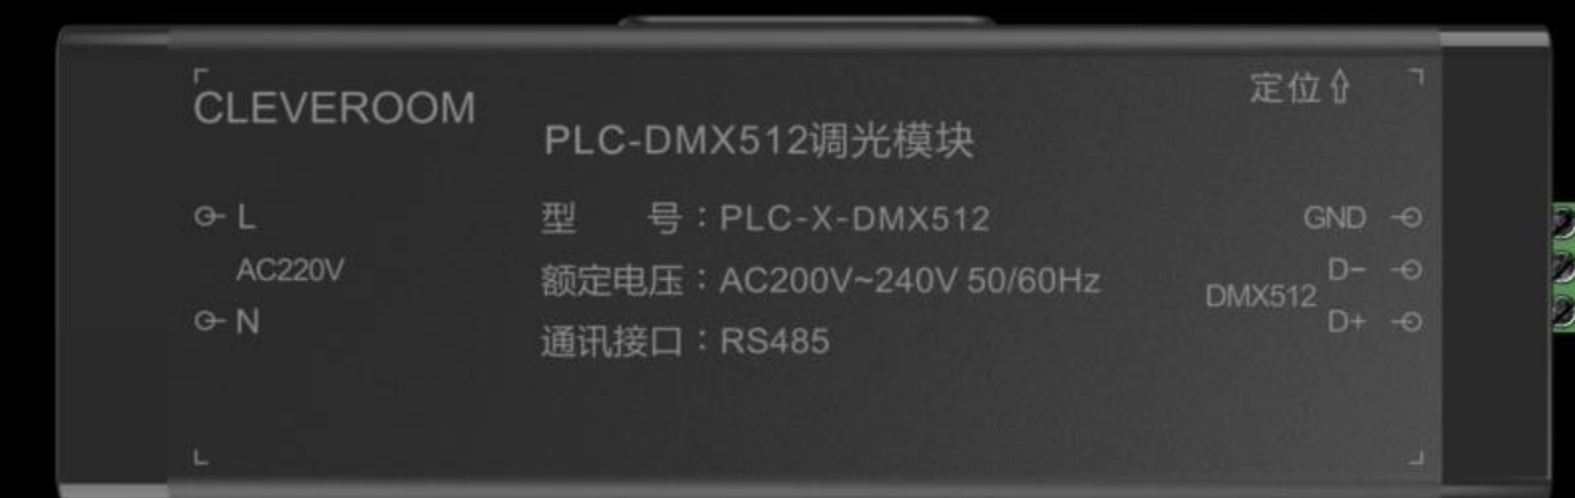 CLEVEROOM
定位⇧
PLC-DMX512调光模块
L
AC220V
N
型 号：PLC-X-DMX512
额定电压：AC200V~240V 50/60Hz
通讯接口：RS485
GND
D−
DMX512
D+